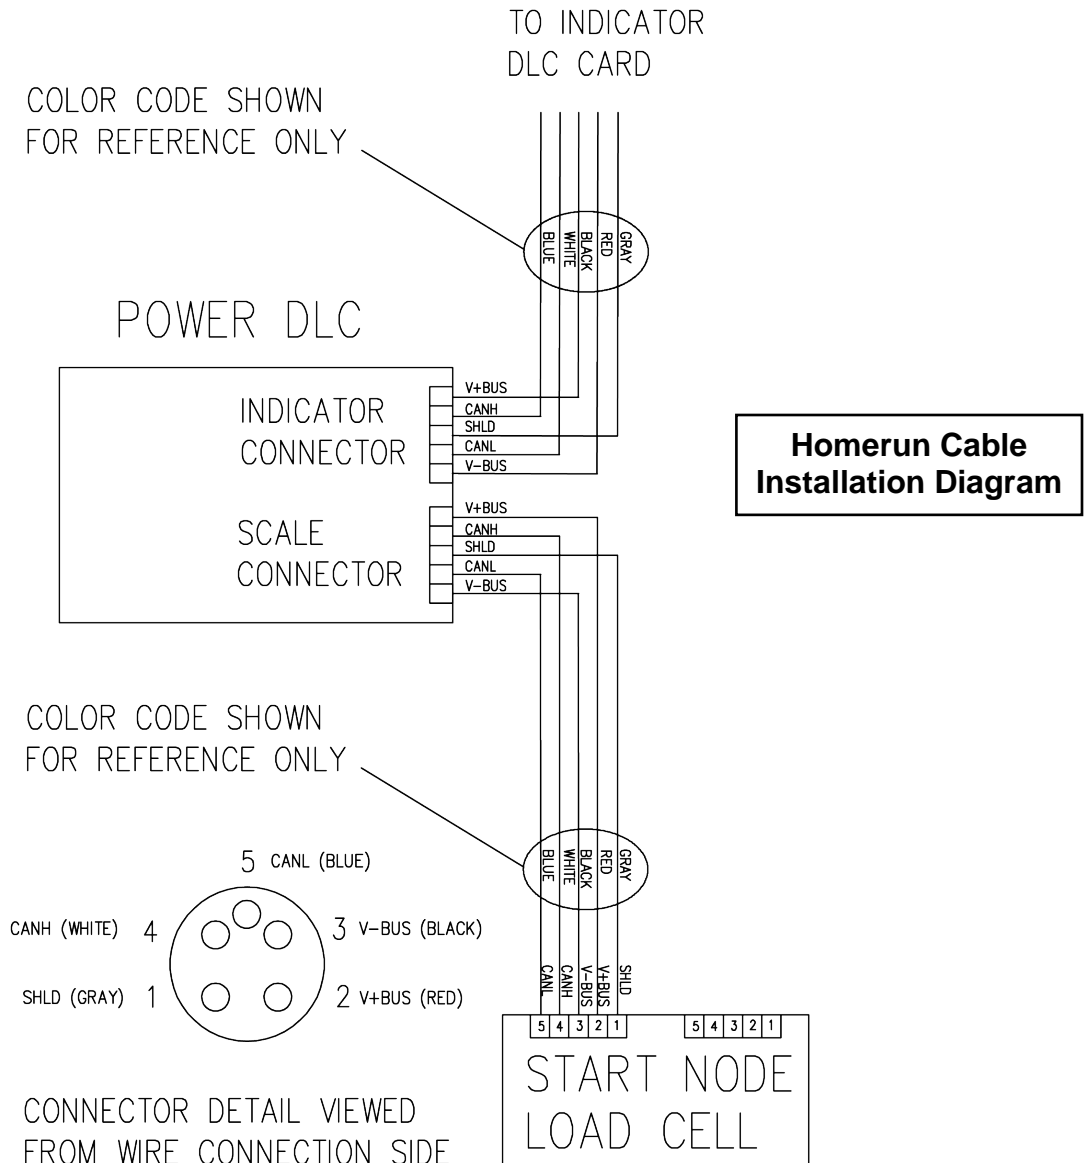 TO INDICATOR
DLC CARD
COLOR CODE SHOWN
FOR REFERENCE ONLY
BLUE
WHITE
BLACK
RED
GRAY
POWER DLC
INDICATOR
CONNECTOR
V+BUS
CANH
SHLD
CANL
V-BUS
Homerun Cable
Installation Diagram
SCALE
CONNECTOR
V+BUS
CANH
SHLD
CANL
V-BUS
COLOR CODE SHOWN
FOR REFERENCE ONLY
BLUE
WHITE
BLACK
RED
GRAY
5 CANL (BLUE)
CANH (WHITE) 4
3 V-BUS (BLACK)
SHLD (GRAY) 1
2 V+BUS (RED)
CANL
CANH
V-BUS
V+BUS
SHLD
5 4 3 2 1
5 4 3 2 1
START NODE
LOAD CELL
CONNECTOR DETAIL VIEWED
FROM WIRE CONNECTION SIDE